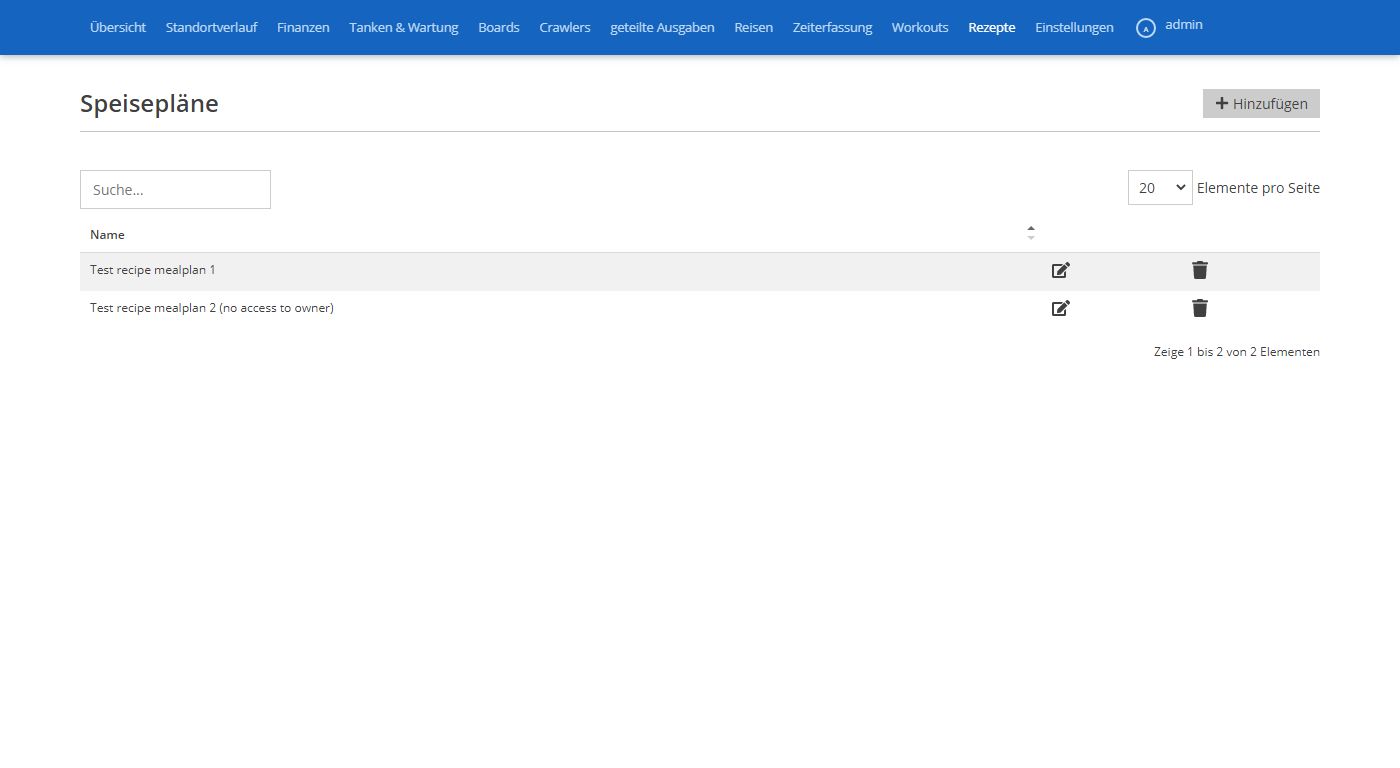 Übersicht Standortverlauf Finanzen Tanken & Wartung Boards Crawlers geteilte Ausgaben Reisen Zeiterfassung Workouts Rezepte Einstellungen A admin
Speisepläne
Hinzufügen
Suche...
20 Elemente pro Seite
Name
Test recipe mealplan 1
Test recipe mealplan 2 (no access to owner)
Zeige 1 bis 2 von 2 Elementen